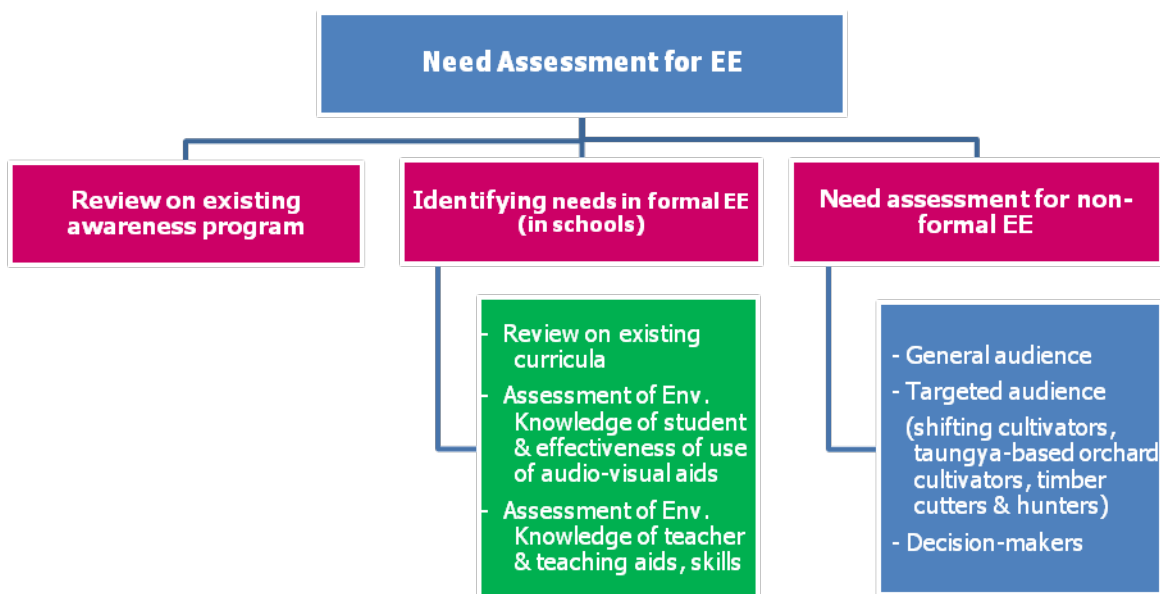 Need Assessment for EE
Review on existing
awareness program
Identifying needs in formal EE
(in schools)
Need assessment for non-
formal EE
- Review on existing
curricula
- Assessment of Env.
Knowledge of student
& effectiveness of use
of audio-visual aids
- Assessment of Env.
Knowledge of teacher
& teaching aids, skills
- General audience
- Targeted audience
(shifting cultivators,
taungya-based orchard
cultivators, timber
cutters & hunters)
- Decision-makers